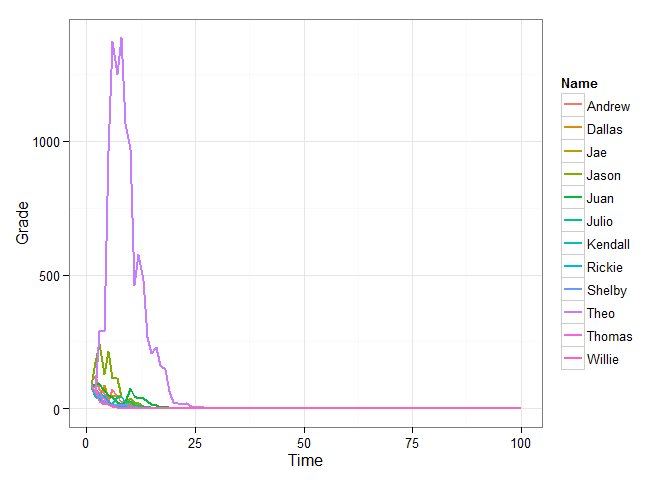 1000
500
0
Grade
0 25 50 75 100
Time
Name
Andrew
Dallas
Jae
Jason
Juan
Julio
Kendall
Rickie
Shelby
Theo
Thomas
Willie